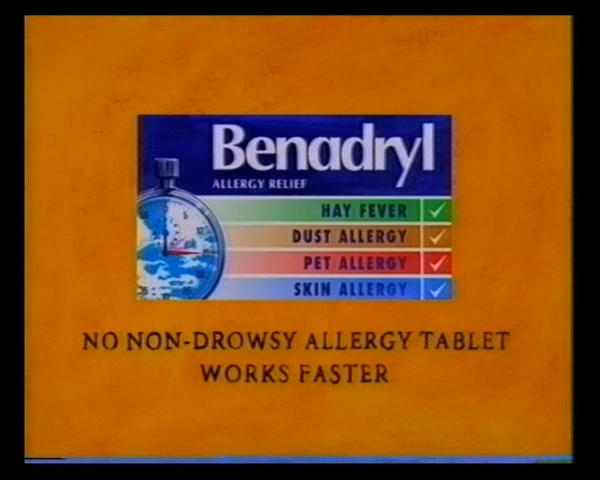 Benadryl
ALLERGY RELIEF
HAY FEVER
DUST ALLERGY
PET ALLERGY
SKIN ALLERGY
NO NON-DROWSY ALLERGY TABLET
WORKS FASTER